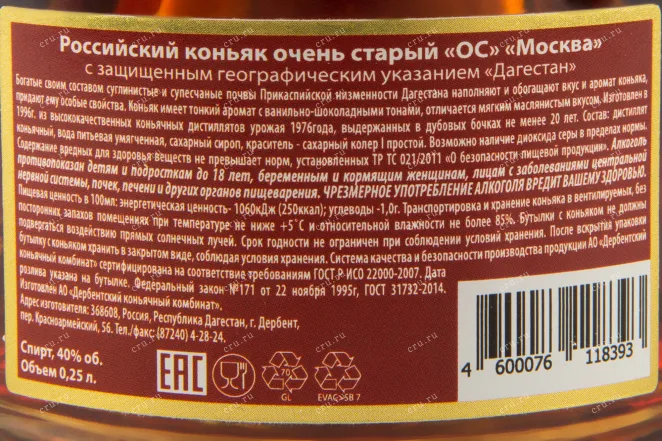 Российский коньяк очень старый «ОС» «Москва»
с защищенным географическим указанием «Дагестан»
Богатые своим составом суглинистые и супесчаные почвы Прикаспийской низменности Дагестана наполняют и обогащают вкус и аромат коньяка,
придают ему особые свойства. Коньяк имеет тонкий аромат с ванильно-шоколадными тонами, отличается мягким маслянистым вкусом. Изготовлен в
1996г. из высококачественных коньячных дистиллятов урожая 1976года, выдержанных в дубовых бочках не менее 20 лет. Состав: дистиллят
коньячный, вода питьевая умягченная, сахарный сироп, краситель - сахарный колер I простой. Возможно наличие диоксида серы в пределах нормы.
Содержание вредных для здоровья веществ не превышает норм, установленных ТР ТС 021/2011 «О безопасности пищевой продукции». Алкоголь
противопоказан детям и подросткам до 18 лет, беременным и кормящим женщинам, лицам с заболеваниями центральной
нервной системы, почек, печени и других органов пищеварения. ЧРЕЗМЕРНОЕ УПОТРЕБЛЕНИЕ АЛКОГОЛЯ ВРЕДИТ ВАШЕМУ ЗДОРОВЬЮ.
Пищевая ценность в 100мл: энергетическая ценность- 1060кДж (250ккал); углеводы -1,0г. Транспортировка и хранение коньяка в вентилируемых, без
посторонних запахов помещениях при температуре не ниже +5˚С и относительной влажности не более 85%. Бутылки с коньяком не должны
подвергаться воздействию прямых солнечных лучей. Срок годности не ограничен при соблюдении условий хранения. После вскрытия упаковки
бутылку с коньяком хранить в закрытом виде, соблюдая условия хранения. Система качества и безопасности производства продукции АО «Дербентский
коньячный комбинат» сертифицирована на соответствие требованиям ГОСТ Р ИСО 22000-2007. Дата
розлива указана на бутылке. Федеральный закон №171 от 22 ноября 1995г, ГОСТ 31732-2014.
Изготовлен АО «Дербентский коньячный комбинат».
Адрес изготовителя: 368608, Россия, Республика Дагестан, г. Дербент,
пер. Красноармейский, 56. Тел./факс: (87240) 4-28-24.
Спирт, 40% об.
Объем 0,25 л.
EAC
70
GL
7
4 600076 118393
cru.ru